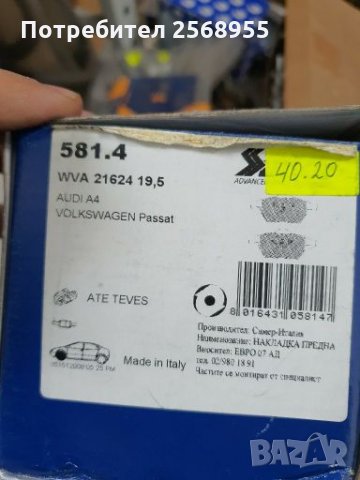 Потребител 2568955
581.4
WVA 21624 19,5
AUDI A4
VOLKSWAGEN Passat
ADVANCE
40.20
ATE TEVES
8 016431 058147
Производител: Самер-Италия
Наименование: НАКЛАДКА ПРЕДНА
Вносител: ЕВРО 07 АД
тел. 02/980 18 91
Частите се монтират от специалист
Made in Italy
BAZAR